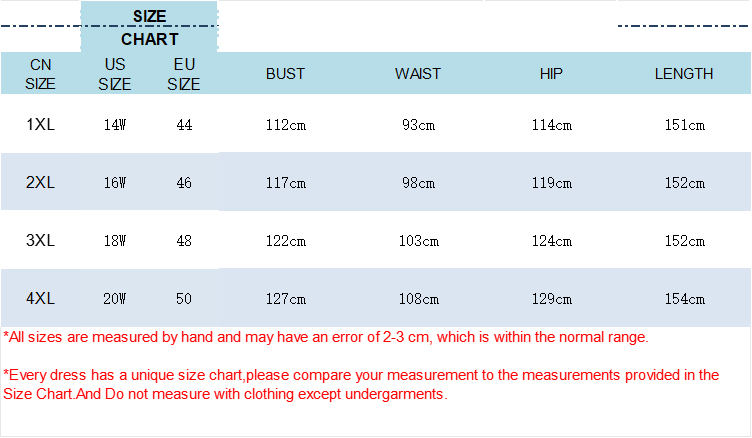 SIZE
CHART
CN SIZE US SIZE EU SIZE BUST WAIST HIP LENGTH
1XL 14W 44 112cm 93cm 114cm 151cm
2XL 16W 46 117cm 98cm 119cm 152cm
3XL 18W 48 122cm 103cm 124cm 152cm
4XL 20W 50 127cm 108cm 129cm 154cm
*All sizes are measured by hand and may have an error of 2-3 cm, which is within the normal range.
*Every dress has a unique size chart,please compare your measurement to the measurements provided in the
Size Chart.And Do not measure with clothing except undergarments.